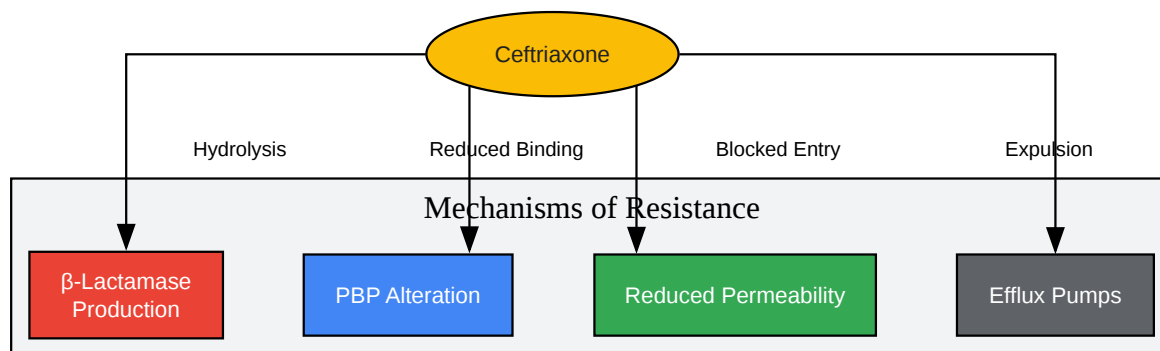 Ceftriaxone
Hydrolysis
Reduced Binding
Blocked Entry
Expulsion
Mechanisms of Resistance
β-Lactamase
Production
PBP Alteration
Reduced Permeability
Efflux Pumps